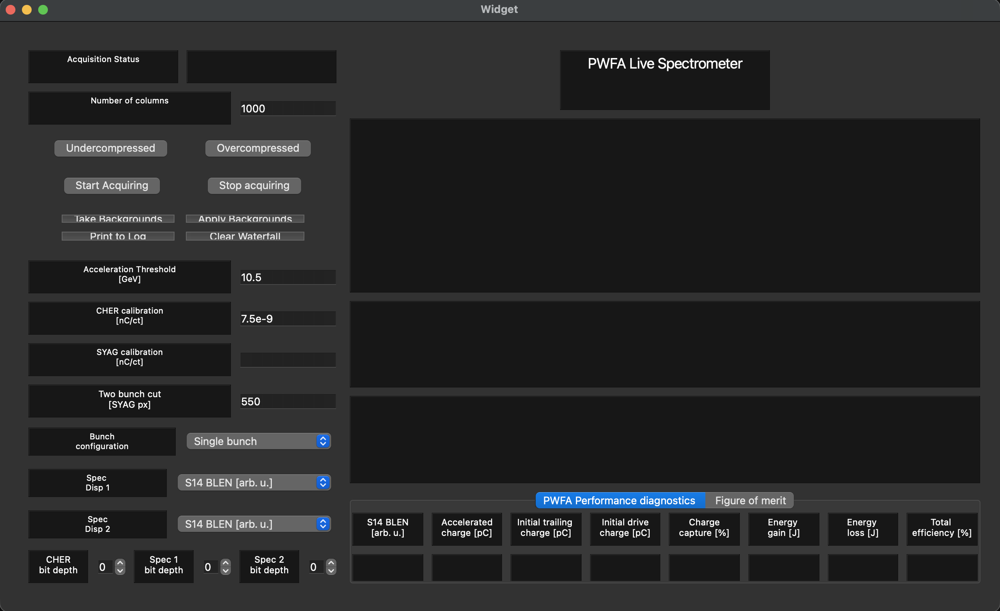 Widget
Acquisition Status
PWFA Live Spectrometer
Number of columns
1000
Undercompressed
Overcompressed
Start Acquiring
Stop acquiring
Take Backgrounds
Apply Backgrounds
Print to Log
Clear Waterfall
Acceleration Threshold
[GeV]
10.5
CHER calibration
[nC/ct]
7.5e-9
SYAG calibration
[nC/ct]
Two bunch cut
[SYAG px]
550
Bunch
configuration
Single bunch
Spec
Disp 1
S14 BLEN [arb. u.]
Spec
Disp 2
S14 BLEN [arb. u.]
CHER
bit depth
0
Spec 1
bit depth
0
Spec 2
bit depth
0
PWFA Performance diagnostics
Figure of merit
S14 BLEN
[arb. u.]
Accelerated
charge [pC]
Initial trailing
charge [pC]
Initial drive
charge [pC]
Charge
capture [%]
Energy
gain [J]
Energy
loss [J]
Total
efficiency [%]